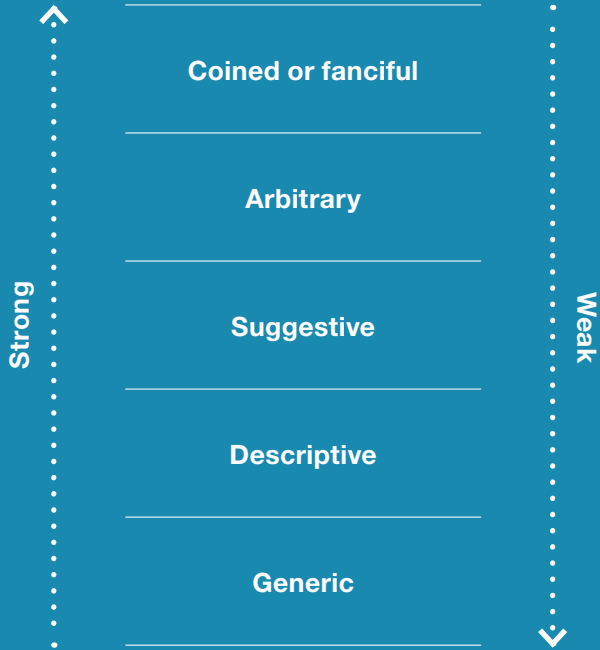 Coined or fanciful
Arbitrary
Strong
Suggestive
Weak
Descriptive
Generic